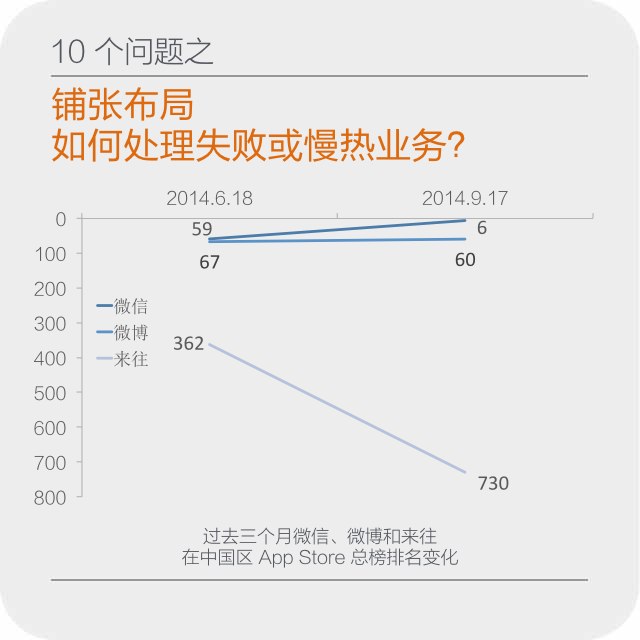 10 个问题之
铺张布局
如何处理失败或慢热业务?
2014.6.18
2014.9.17
0
100
200
300
400
500
600
700
800
59
6
67
60
微信
微博
来往
362
730
过去三个月微信、微博和来往
在中国区 App Store 总榜排名变化